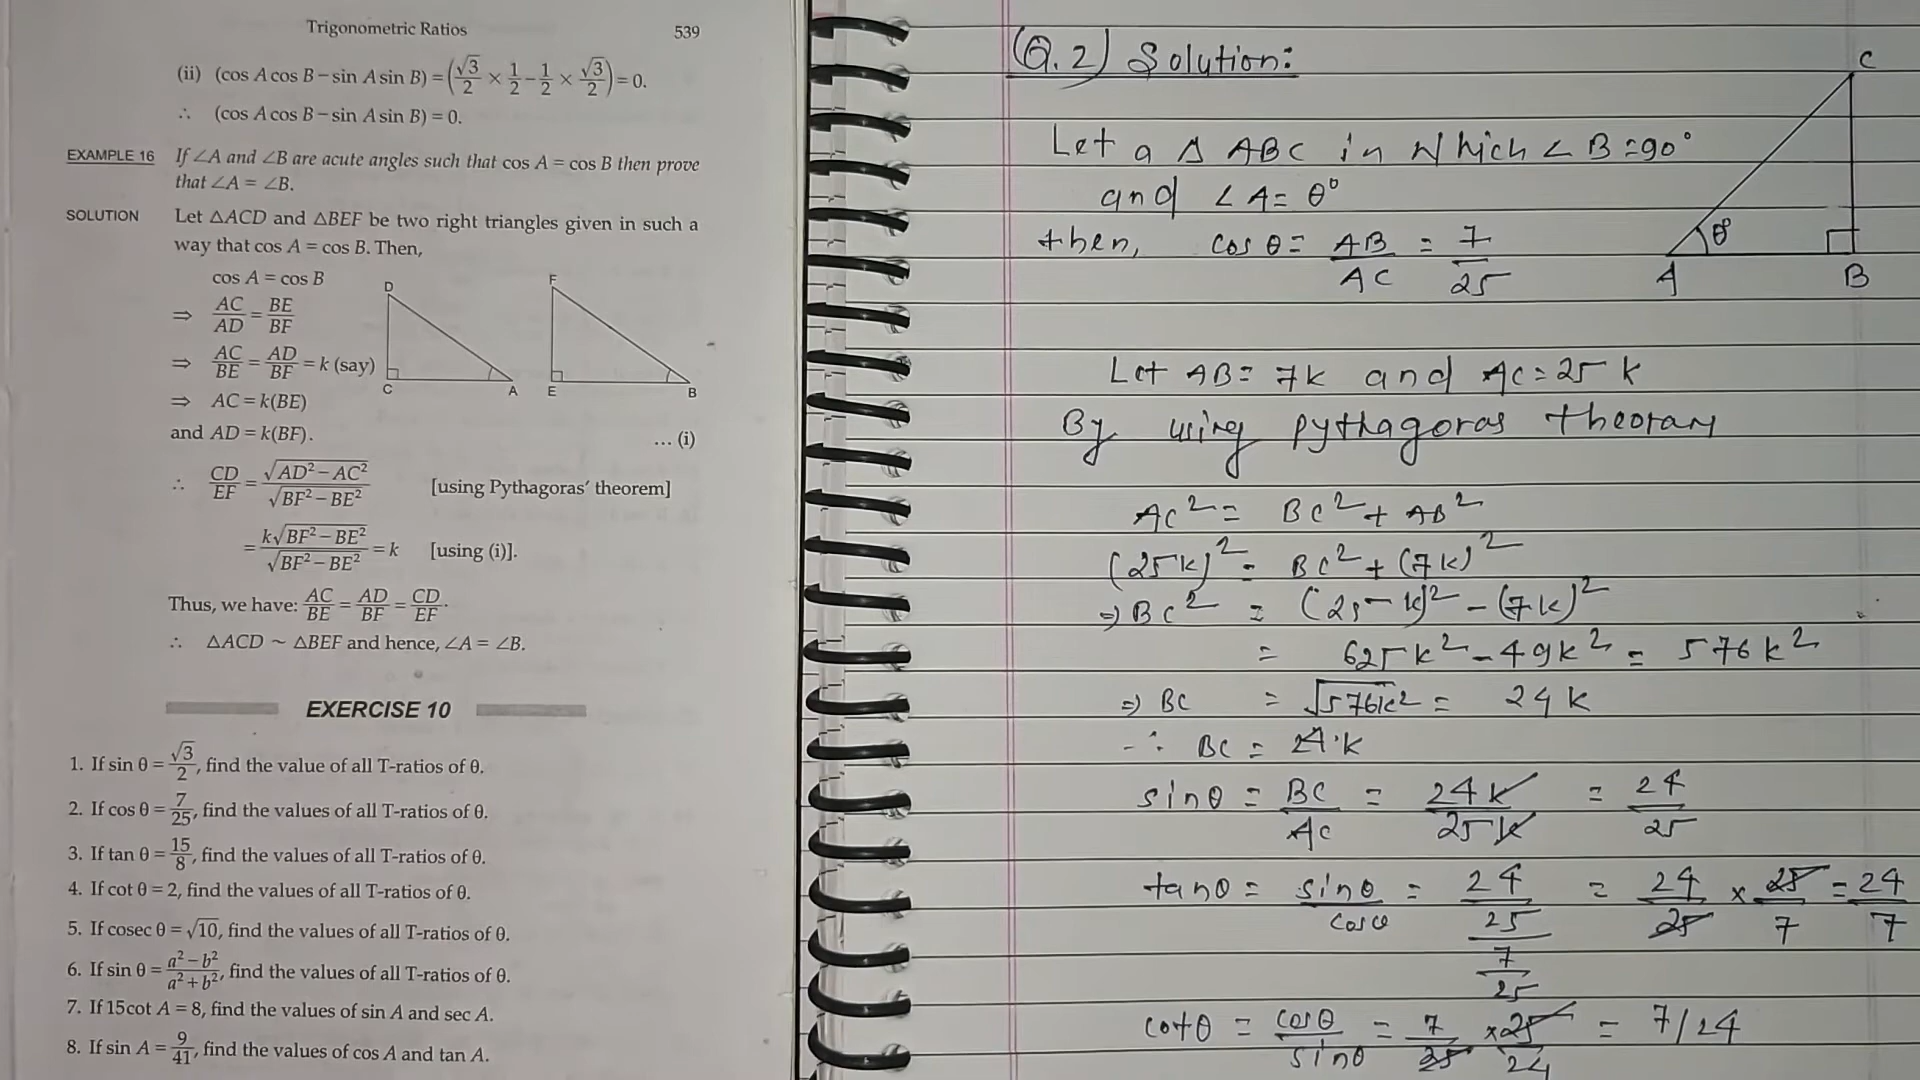 Trigonometric Ratios 539
(ii) (cos A cos B − sin A sin B) = (√3/2 × 1/2 − 1/2 × √3/2) = 0.
∴ (cos A cos B − sin A sin B) = 0.
EXAMPLE 16 If ∠A and ∠B are acute angles such that cos A = cos B then prove
that ∠A = ∠B.
SOLUTION Let △ACD and △BEF be two right triangles given in such a
way that cos A = cos B. Then,
cos A = cos B
⇒ AC/AD = BE/BF
⇒ AC/BE = AD/BF = k (say)
⇒ AC = k(BE)
and AD = k(BF). ... (i)
D
C
A
F
E
B
∴ CD/EF = √(AD² − AC²)/√(BF² − BE²) [using Pythagoras' theorem]
= k√(BF² − BE²)/√(BF² − BE²) = k [using (i)].
Thus, we have: AC/BE = AD/BF = CD/EF.
∴ △ACD ~ △BEF and hence, ∠A = ∠B.
EXERCISE 10
1. If sin θ = √3/2, find the value of all T-ratios of θ.
2. If cos θ = 7/25, find the values of all T-ratios of θ.
3. If tan θ = 15/8, find the values of all T-ratios of θ.
4. If cot θ = 2, find the values of all T-ratios of θ.
5. If cosec θ = √10, find the values of all T-ratios of θ.
6. If sin θ = (a² − b²)/(a² + b²), find the values of all T-ratios of θ.
7. If 15cot A = 8, find the values of sin A and sec A.
8. If sin A = 9/41, find the values of cos A and tan A.
(Q.2) Solution:
Let a △ ABC in which ∠B = 90°
and ∠A = θ°
then, cos θ = AB/AC = 7/25
C
θ°
A
B
Let AB = 7k and AC = 25k
By using pythagoras theoram
AC² = BC² + AB²
(25k)² = BC² + (7k)²
⇒ BC² = (25k)² − (7k)²
= 625k² − 49k² = 576k²
⇒ BC = √576k² = 24k
∴ BC = 24k
sinθ = BC/AC = 24k/25k = 24/25
tanθ = sinθ/cosθ = (24/25)/(7/25) = 24/25 × 25/7 = 24/7
cotθ = cosθ/sinθ = 7/25 × 25/24 = 7/24